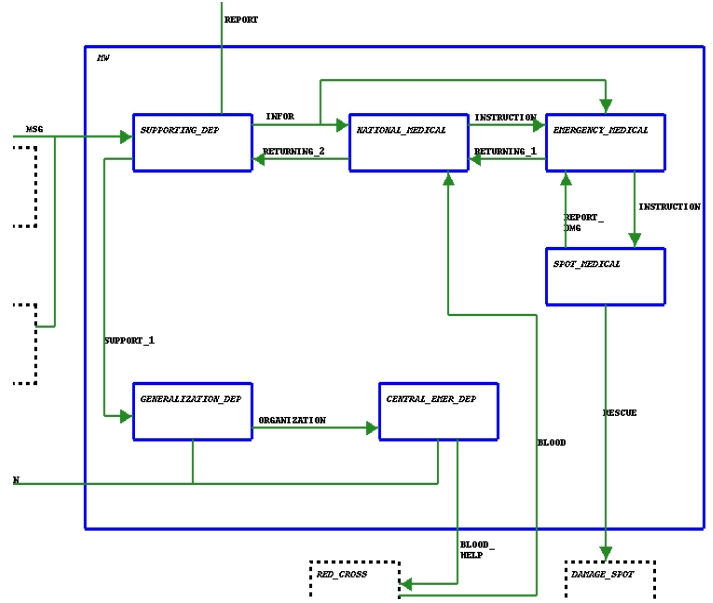 REPORT
MW
MSG
SUPPORTING_DEP
INFOR
NATIONAL_MEDICAL
INSTRUCTION
EMERGENCY_MEDICAL
RETURNING_2
RETURNING_1
INSTRUCTION
REPORT_
DMG
SPOT_MEDICAL
SUPPORT_1
GENERALIZATION_DEP
ORGANIZATION
CENTRAL_EMER_DEP
RESCUE
BLOOD
N
BLOOD_
HELP
RED_CROSS
DAMAGE_SPOT